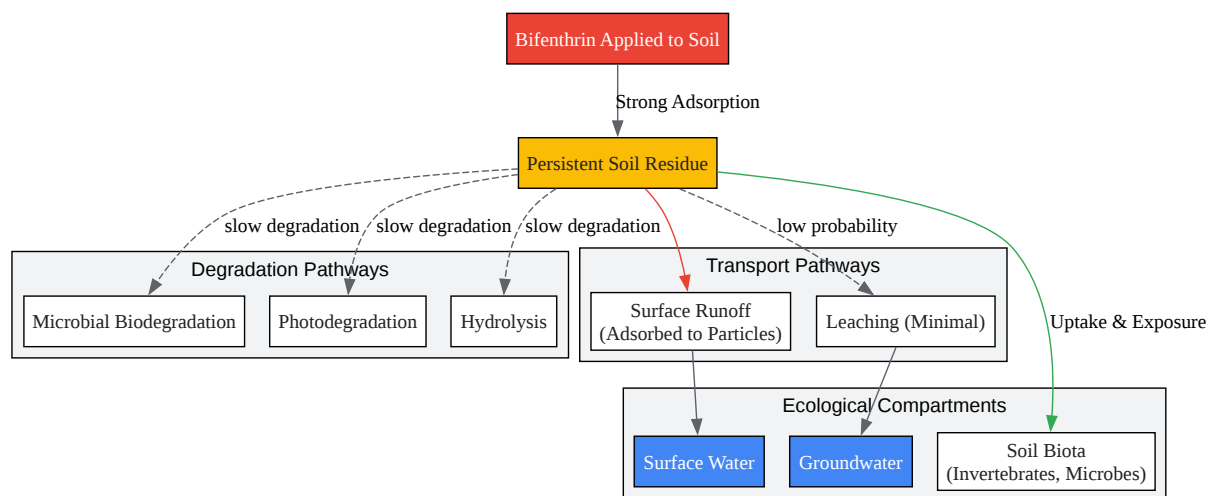 Bifenthrin Applied to Soil
Strong Adsorption
Persistent Soil Residue
slow degradation
slow degradation
slow degradation
low probability
Degradation Pathways
Microbial Biodegradation
Photodegradation
Hydrolysis
Transport Pathways
Surface Runoff
(Adsorbed to Particles)
Leaching (Minimal)
Uptake & Exposure
Ecological Compartments
Surface Water
Groundwater
Soil Biota
(Invertebrates, Microbes)